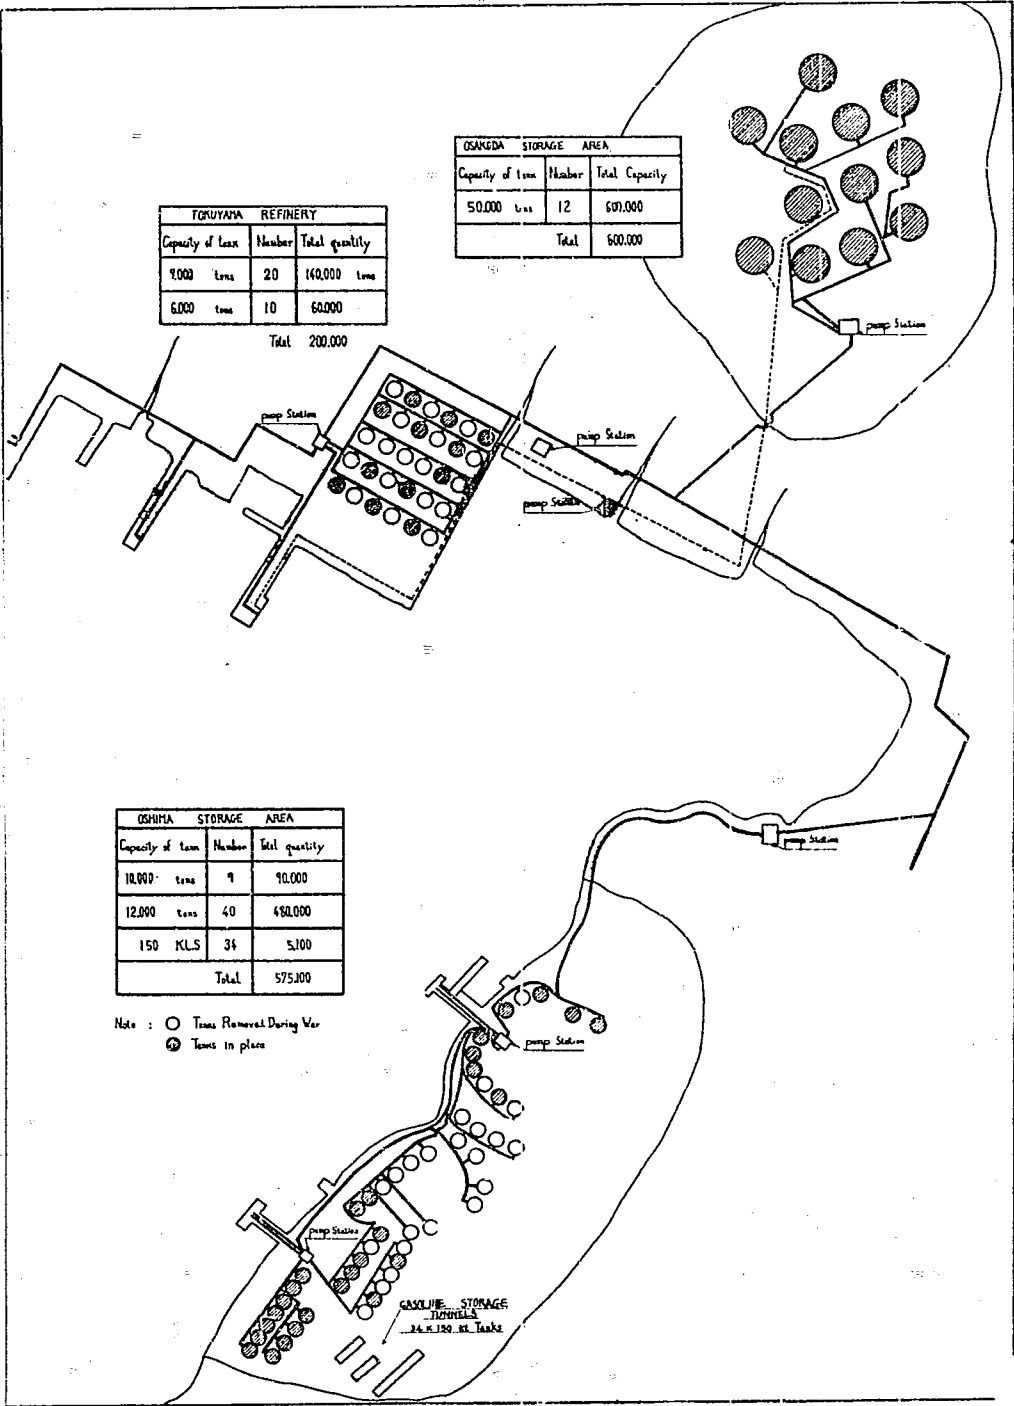 OSAKEDA STORAGE AREA
Capacity of tank Number Total Capacity
50.000 tons 12 600.000
Total 600.000
TOKUYAMA REFINERY
Capacity of tank Number Total quantity
7.000 tons 20 140,000 tons
6.000 tons 10 60.000
Total 200.000
pump Station
pump Station
pump Station
pump Station
pump Station
OSHIMA STORAGE AREA
Capacity of tank Number Total quantity
10.000 tons 9 90.000
12.000 tons 40 480.000
150 KLS 34 5,100
Total 575.100
Note : Tanks Removed During War
Tanks in place
pump Station
pump Station
GASOLINE STORAGE
TUNNELS
34 x 150 Kl Tanks